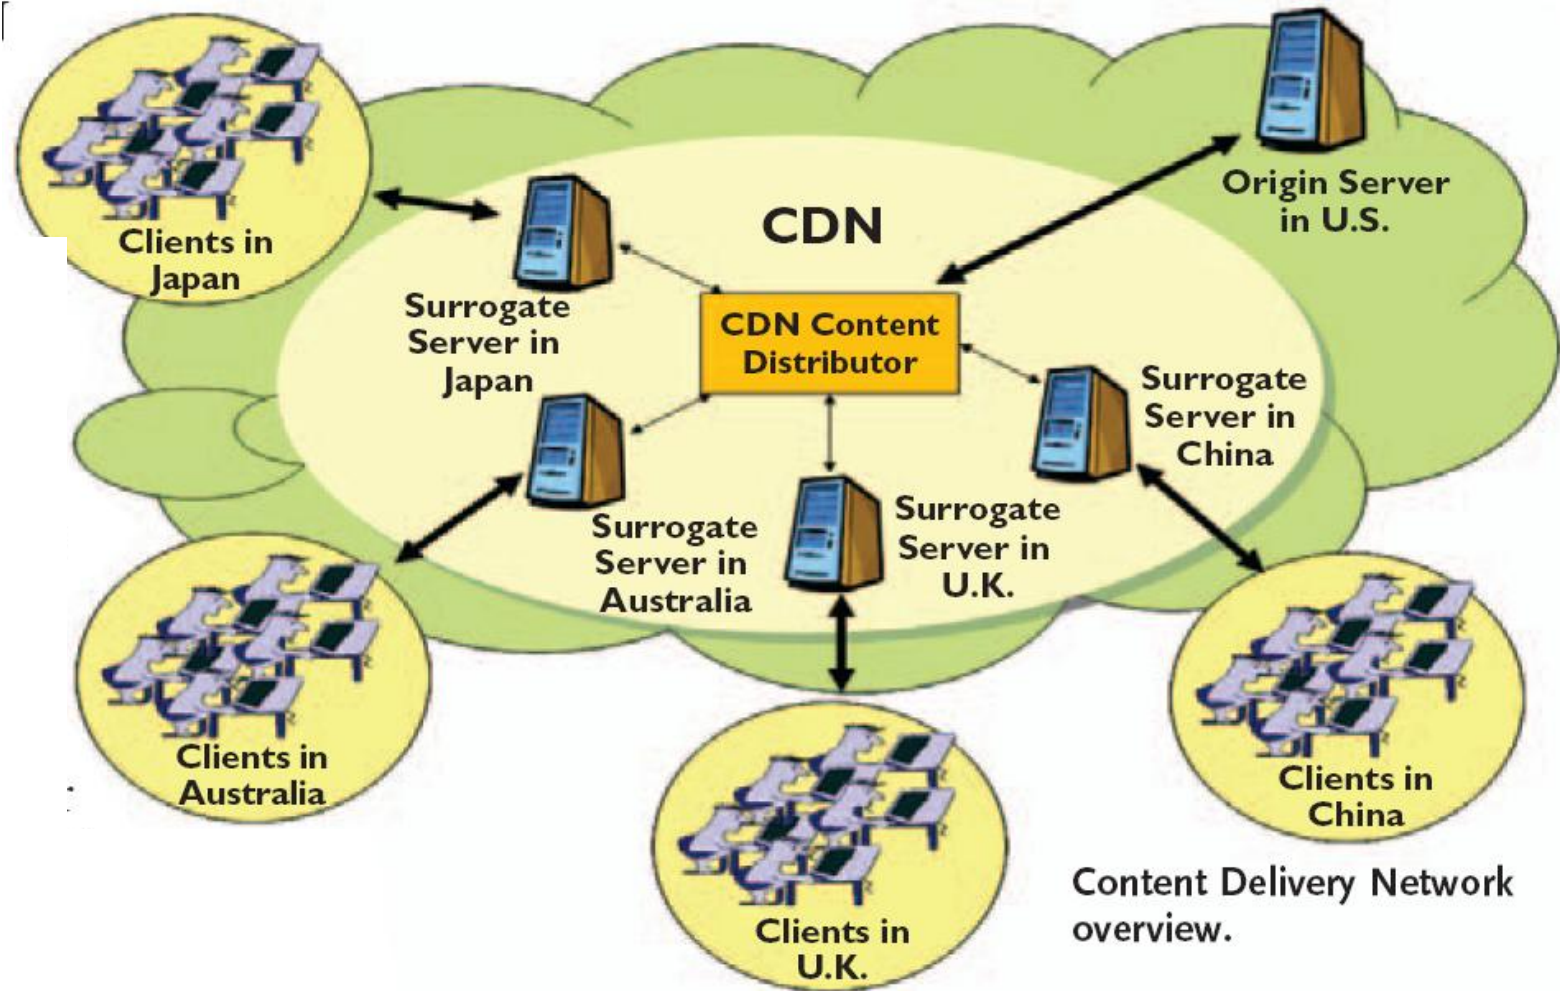 Clients in
Japan
Surrogate
Server in
Japan
CDN
CDN Content
Distributor
Origin Server
in U.S.
Surrogate
Server in
China
Surrogate
Server in
Australia
Surrogate
Server in
U.K.
Clients in
Australia
Clients in
U.K.
Clients in
China
Content Delivery Network
overview.